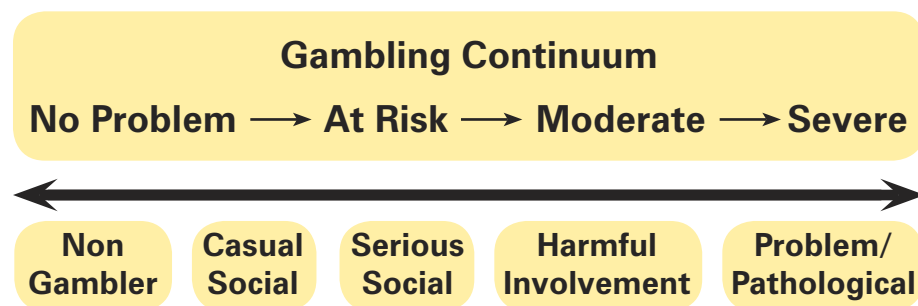 Gambling Continuum
No Problem → At Risk → Moderate → Severe
Non
Gambler
Casual
Social
Serious
Social
Harmful
Involvement
Problem/
Pathological